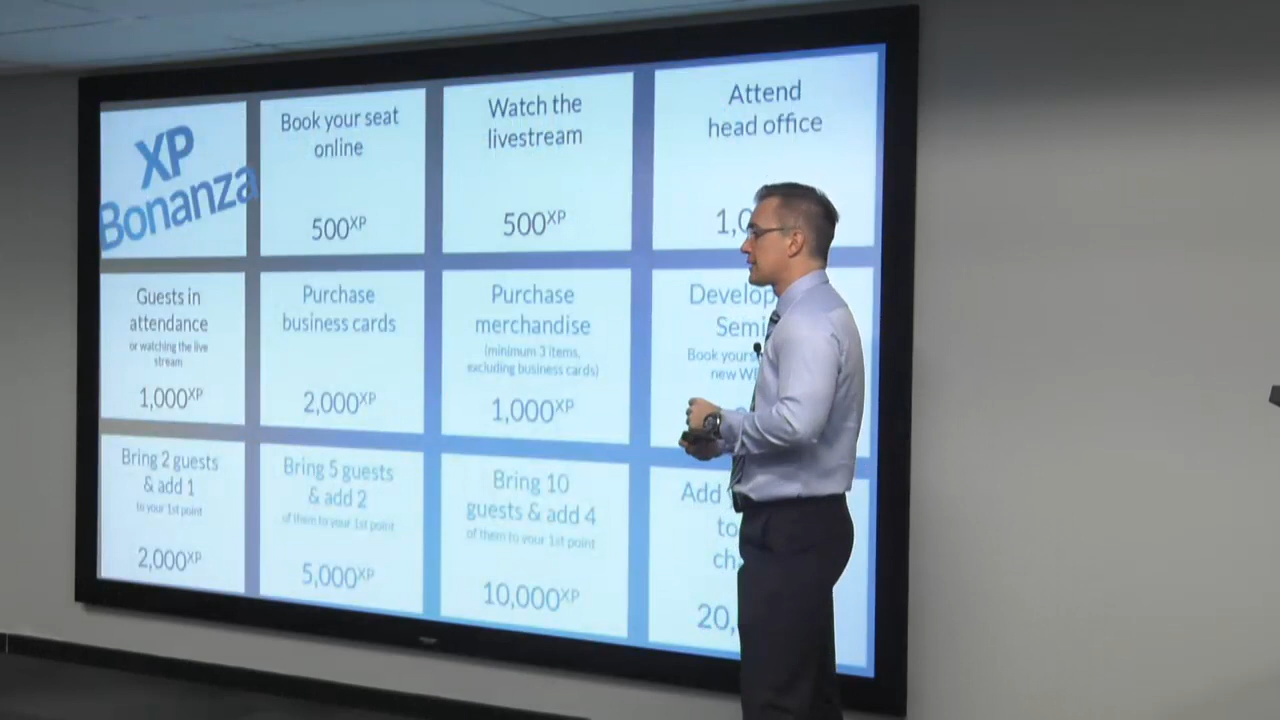 XP
Bonanza
Book your seat
online
500XP
Watch the
livestream
500XP
Attend
head office
Guests in
attendance
or watching the live
stream
1,000XP
Purchase
business cards
2,000XP
Purchase
merchandise
(minimum 3 items,
excluding business cards)
1,000XP
Book
new
Bring 2 guests
& add 1
to your 1st point
2,000XP
Bring 5 guests
& add 2
of them to your 1st point
5,000XP
Bring 10
guests & add 4
of them to your 1st point
10,000XP
Add
to